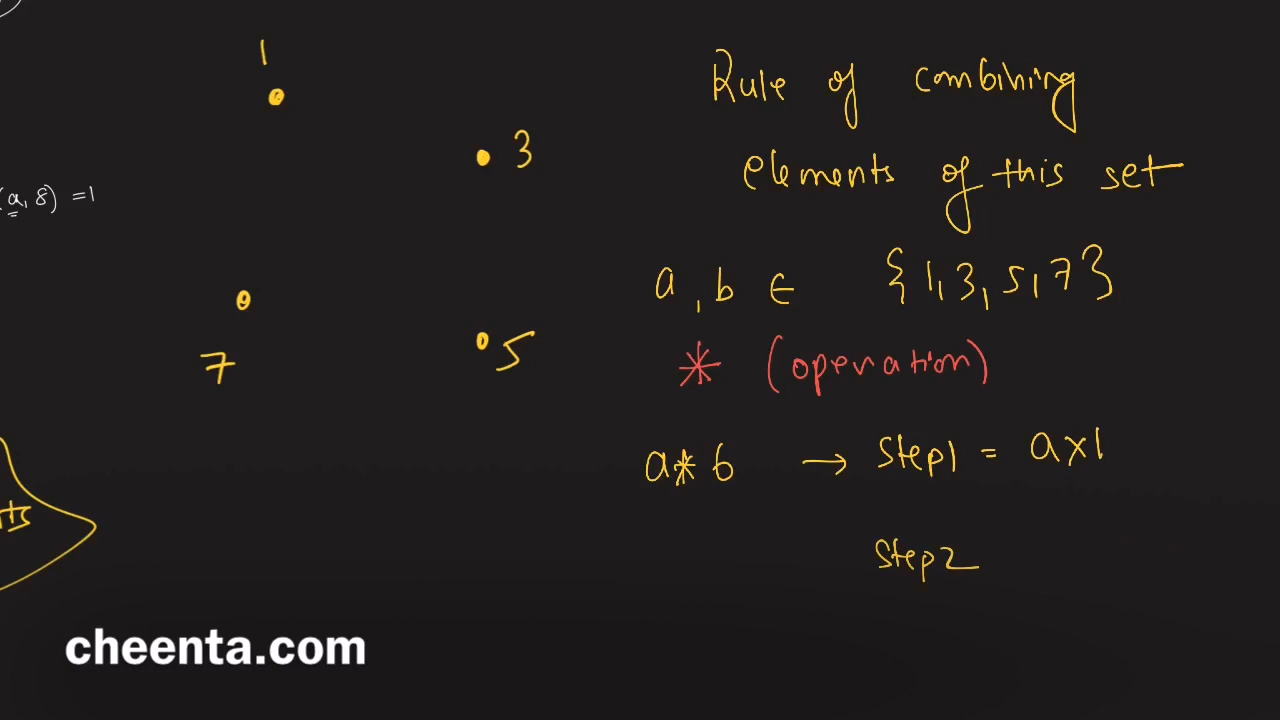 1
3
(a, 8) = 1
7
5
Rule of combining
elements of this set
a, b ∈ {1, 3, 5, 7}
* (operation)
a * b → Step1 = a×1
Step2
cheenta.com